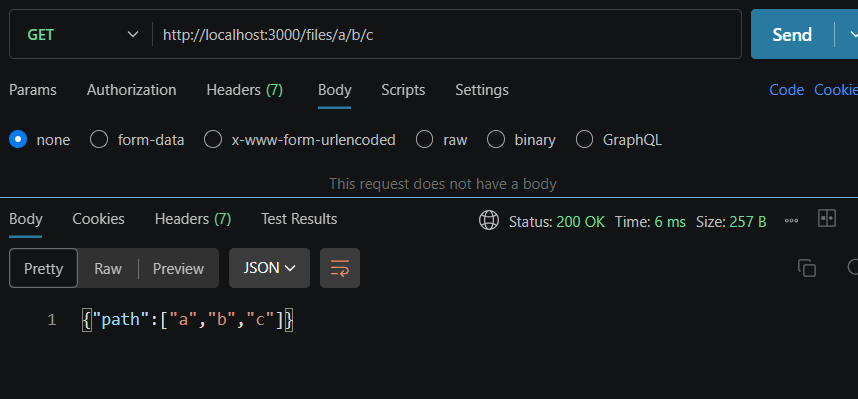 GET http://localhost:3000/files/a/b/c Send
Params Authorization Headers (7) Body Scripts Settings Code Cookie
none form-data x-www-form-urlencoded raw binary GraphQL
This request does not have a body
Body Cookies Headers (7) Test Results Status: 200 OK Time: 6 ms Size: 257 B
Pretty Raw Preview JSON
1 {"path":["a","b","c"]}